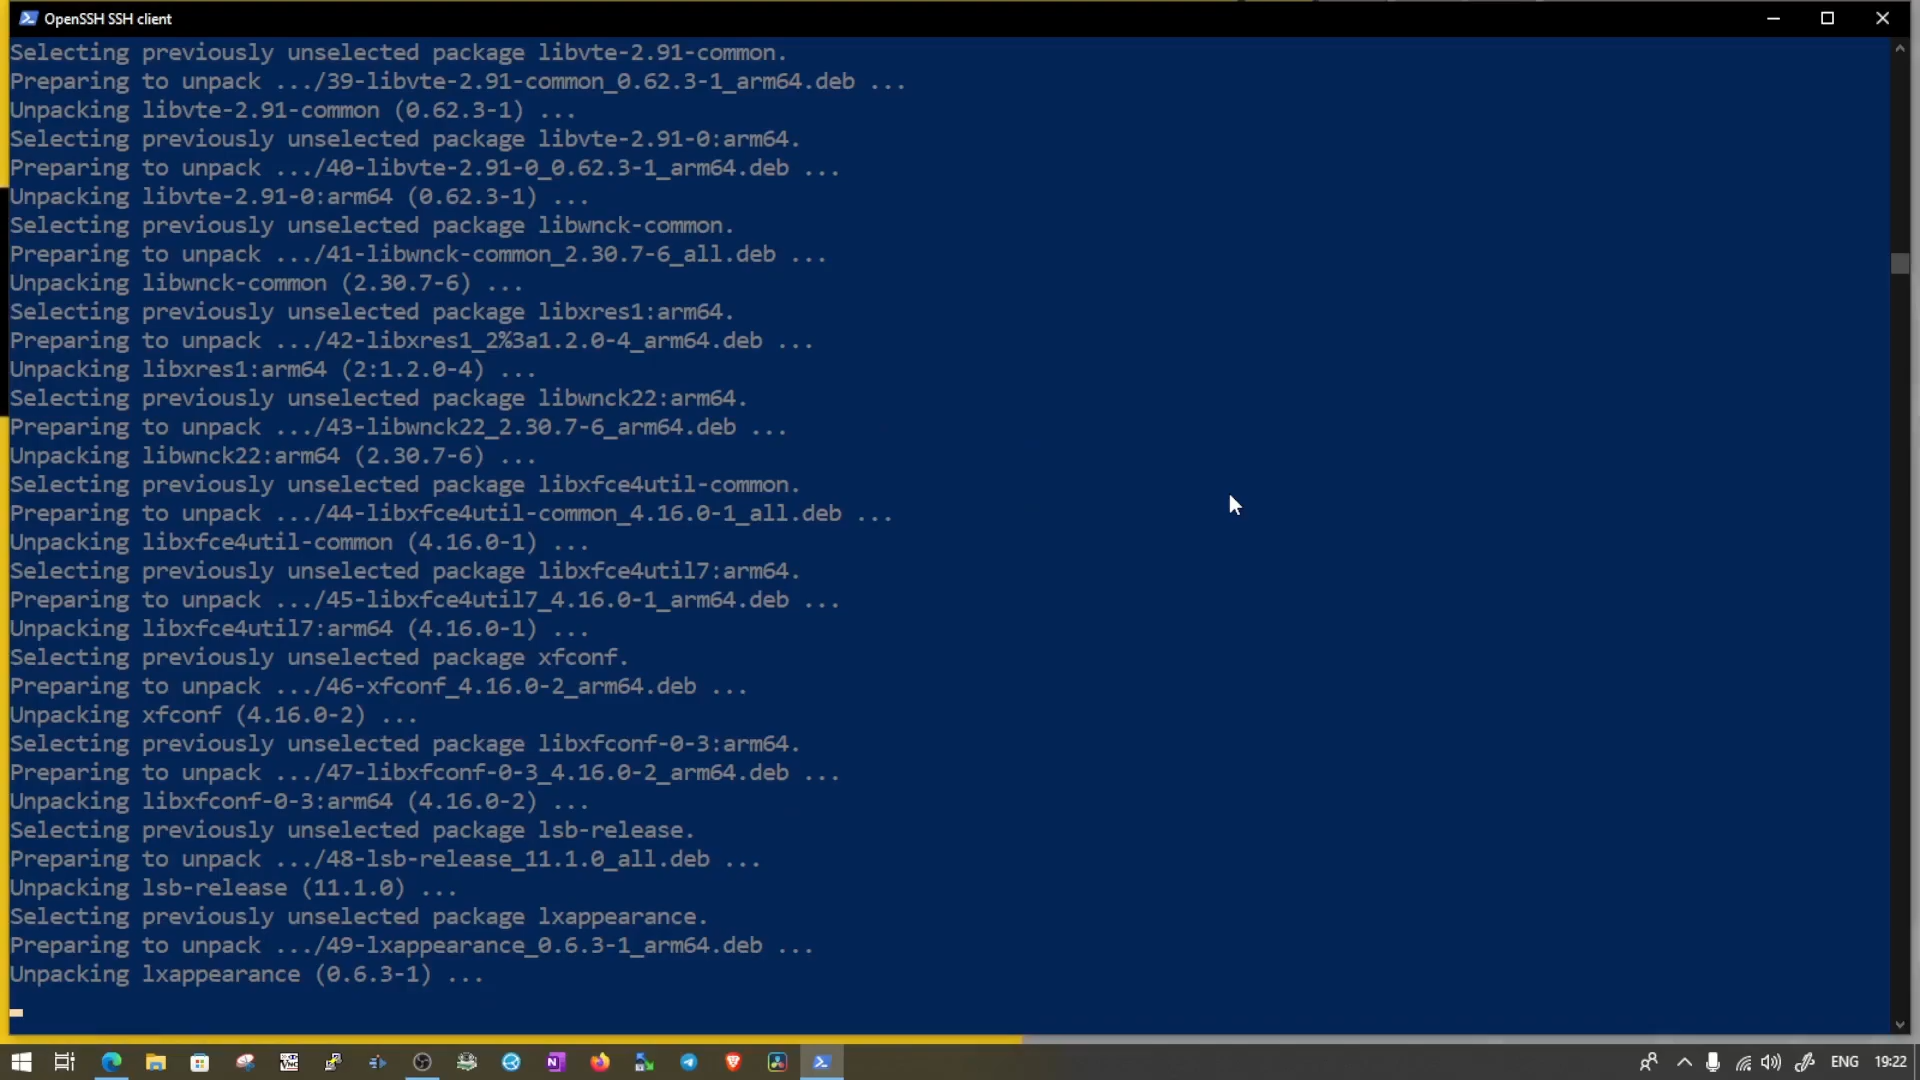 OpenSSH SSH client
Selecting previously unselected package libvte-2.91-common.
Preparing to unpack .../39-libvte-2.91-common_0.62.3-1_arm64.deb ...
Unpacking libvte-2.91-common (0.62.3-1) ...
Selecting previously unselected package libvte-2.91-0:arm64.
Preparing to unpack .../40-libvte-2.91-0_0.62.3-1_arm64.deb ...
Unpacking libvte-2.91-0:arm64 (0.62.3-1) ...
Selecting previously unselected package libwnck-common.
Preparing to unpack .../41-libwnck-common_2.30.7-6_all.deb ...
Unpacking libwnck-common (2.30.7-6) ...
Selecting previously unselected package libxres1:arm64.
Preparing to unpack .../42-libxres1_2%3a1.2.0-4_arm64.deb ...
Unpacking libxres1:arm64 (2:1.2.0-4) ...
Selecting previously unselected package libwnck22:arm64.
Preparing to unpack .../43-libwnck22_2.30.7-6_arm64.deb ...
Unpacking libwnck22:arm64 (2.30.7-6) ...
Selecting previously unselected package libxfce4util-common.
Preparing to unpack .../44-libxfce4util-common_4.16.0-1_all.deb ...
Unpacking libxfce4util-common (4.16.0-1) ...
Selecting previously unselected package libxfce4util7:arm64.
Preparing to unpack .../45-libxfce4util7_4.16.0-1_arm64.deb ...
Unpacking libxfce4util7:arm64 (4.16.0-1) ...
Selecting previously unselected package xfconf.
Preparing to unpack .../46-xfconf_4.16.0-2_arm64.deb ...
Unpacking xfconf (4.16.0-2) ...
Selecting previously unselected package libxfconf-0-3:arm64.
Preparing to unpack .../47-libxfconf-0-3_4.16.0-2_arm64.deb ...
Unpacking libxfconf-0-3:arm64 (4.16.0-2) ...
Selecting previously unselected package lsb-release.
Preparing to unpack .../48-lsb-release_11.1.0_all.deb ...
Unpacking lsb-release (11.1.0) ...
Selecting previously unselected package lxappearance.
Preparing to unpack .../49-lxappearance_0.6.3-1_arm64.deb ...
Unpacking lxappearance (0.6.3-1) ...
ENG 19:22